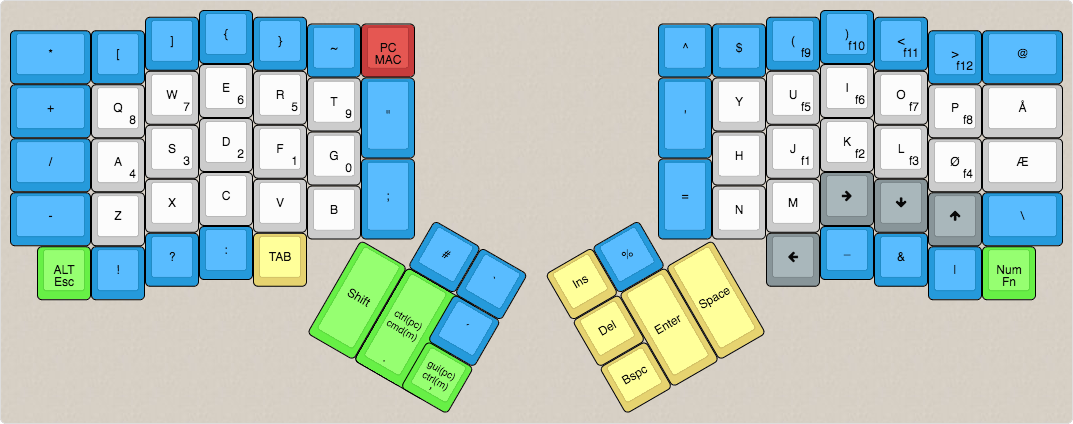 *
[
]
{
}
~
PC
MAC
+
Q
8
W
7
E
6
R
5
T
9
"
/
A
4
S
3
D
2
F
1
G
0
-
Z
X
C
V
B
;
ALT
Esc
!
?
:
TAB
Shift
ctrl(pc)
cmd(m)
.
#
`
´
gui(pc)
ctrl(m)
,
^
$
(
f9
)
f10
<
f11
>
f12
@
'
Y
U
f5
I
f6
O
f7
P
f8
Å
H
J
f1
K
f2
L
f3
Ø
f4
Æ
=
N
M
→
↓
↑
\
←
_
&
|
Num
Fn
Ins
%
Del
Bspc
Enter
Space